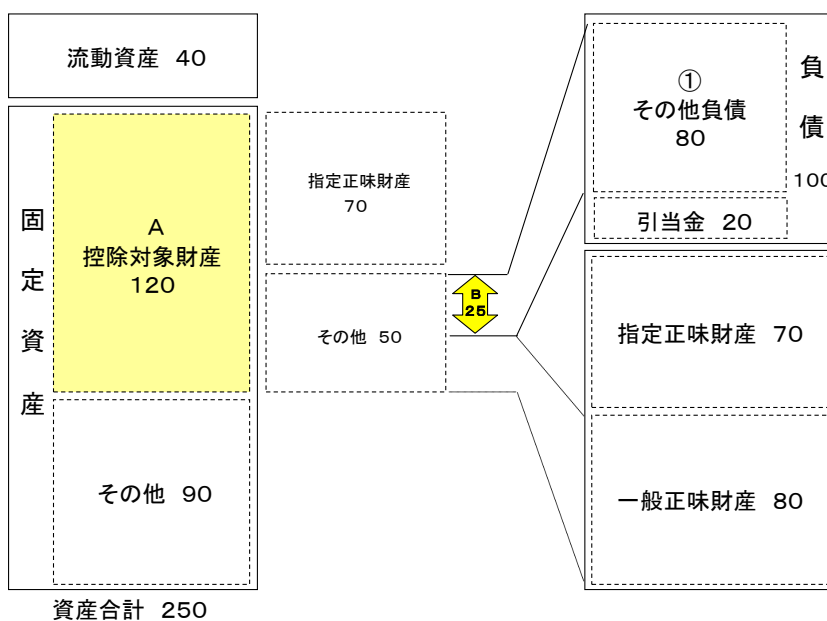 流動資産 40
固定資産
A
控除対象財産
120
その他 90
資産合計 250
指定正味財産
70
その他 50
B
25
①
その他負債
80
引当金 20
負債
100
指定正味財産 70
一般正味財産 80